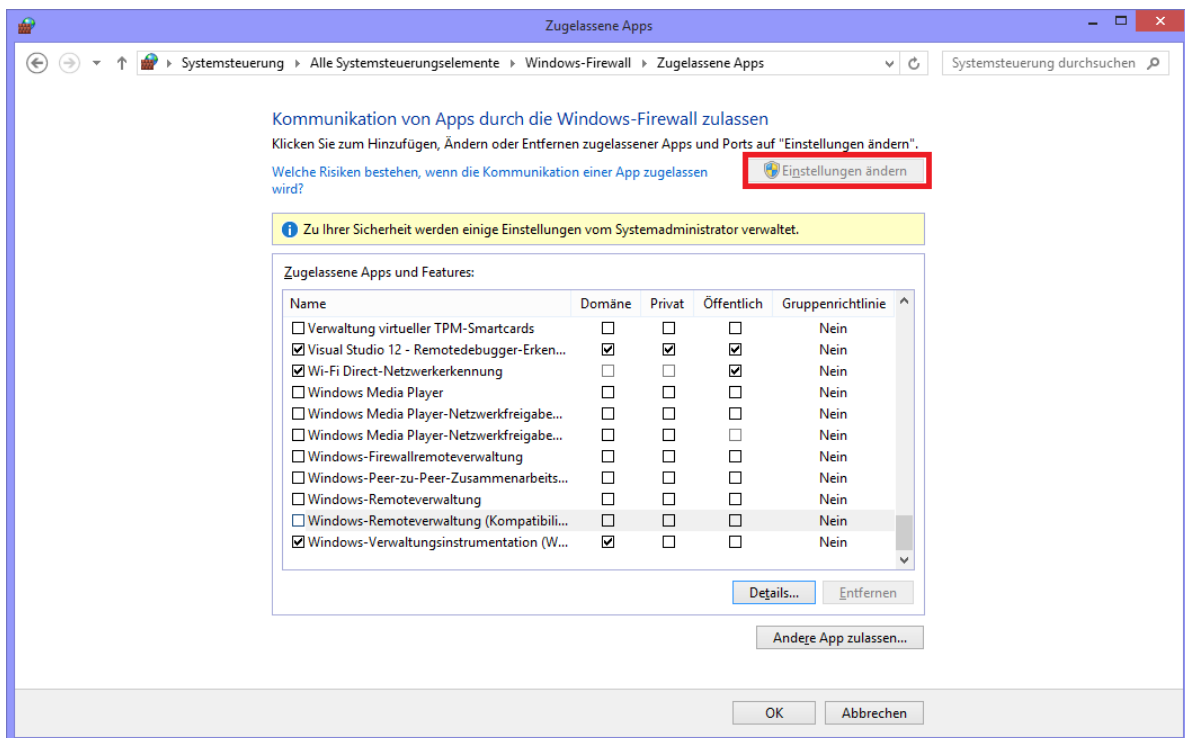 Zugelassene Apps
Systemsteuerung Alle Systemsteuerungselemente Windows-Firewall Zugelassene Apps Systemsteuerung durchsuchen
Kommunikation von Apps durch die Windows-Firewall zulassen
Klicken Sie zum Hinzufügen, Ändern oder Entfernen zugelassener Apps und Ports auf "Einstellungen ändern".
Welche Risiken bestehen, wenn die Kommunikation einer App zugelassen
wird?
Einstellungen ändern
Zu Ihrer Sicherheit werden einige Einstellungen vom Systemadministrator verwaltet.
Zugelassene Apps und Features:
Name Domäne Privat Öffentlich Gruppenrichtlinie
Verwaltung virtueller TPM-Smartcards Nein
Visual Studio 12 - Remotedebugger-Erken... Nein
Wi-Fi Direct-Netzwerkerkennung Nein
Windows Media Player Nein
Windows Media Player-Netzwerkfreigabe... Nein
Windows Media Player-Netzwerkfreigabe... Nein
Windows-Firewallremoteverwaltung Nein
Windows-Peer-zu-Peer-Zusammenarbeits... Nein
Windows-Remoteverwaltung Nein
Windows-Remoteverwaltung (Kompatibili... Nein
Windows-Verwaltungsinstrumentation (W... Nein
Details... Entfernen
Andere App zulassen...
OK Abbrechen